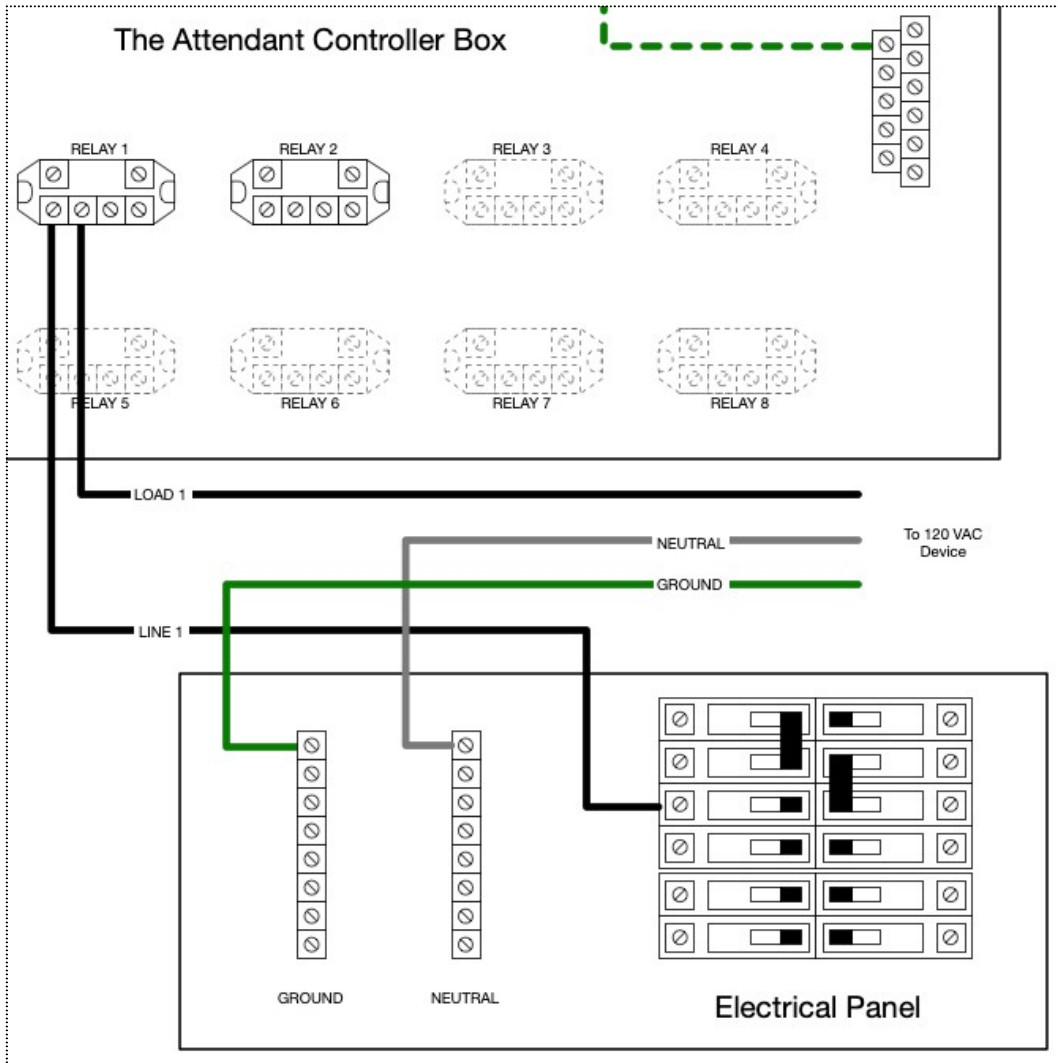 The Attendant Controller Box
RELAY 1
RELAY 2
RELAY 3
RELAY 4
RELAY 5
RELAY 6
RELAY 7
RELAY 8
LOAD 1
NEUTRAL
To 120 VAC
Device
GROUND
LINE 1
GROUND
NEUTRAL
Electrical Panel